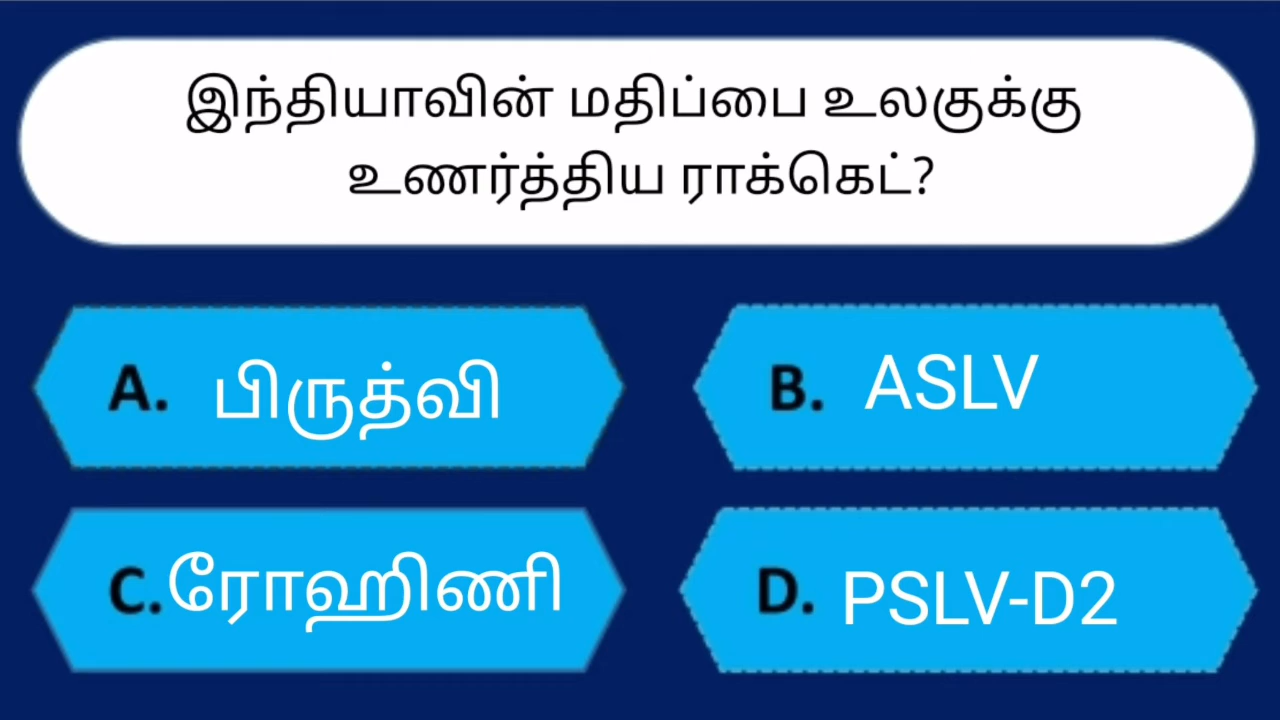 இந்தியாவின் மதிப்பை உலகுக்கு
உணர்த்திய ராக்கெட்?
A. பிருத்வி
B. ASLV
C. ரோஹிணி
D. PSLV-D2